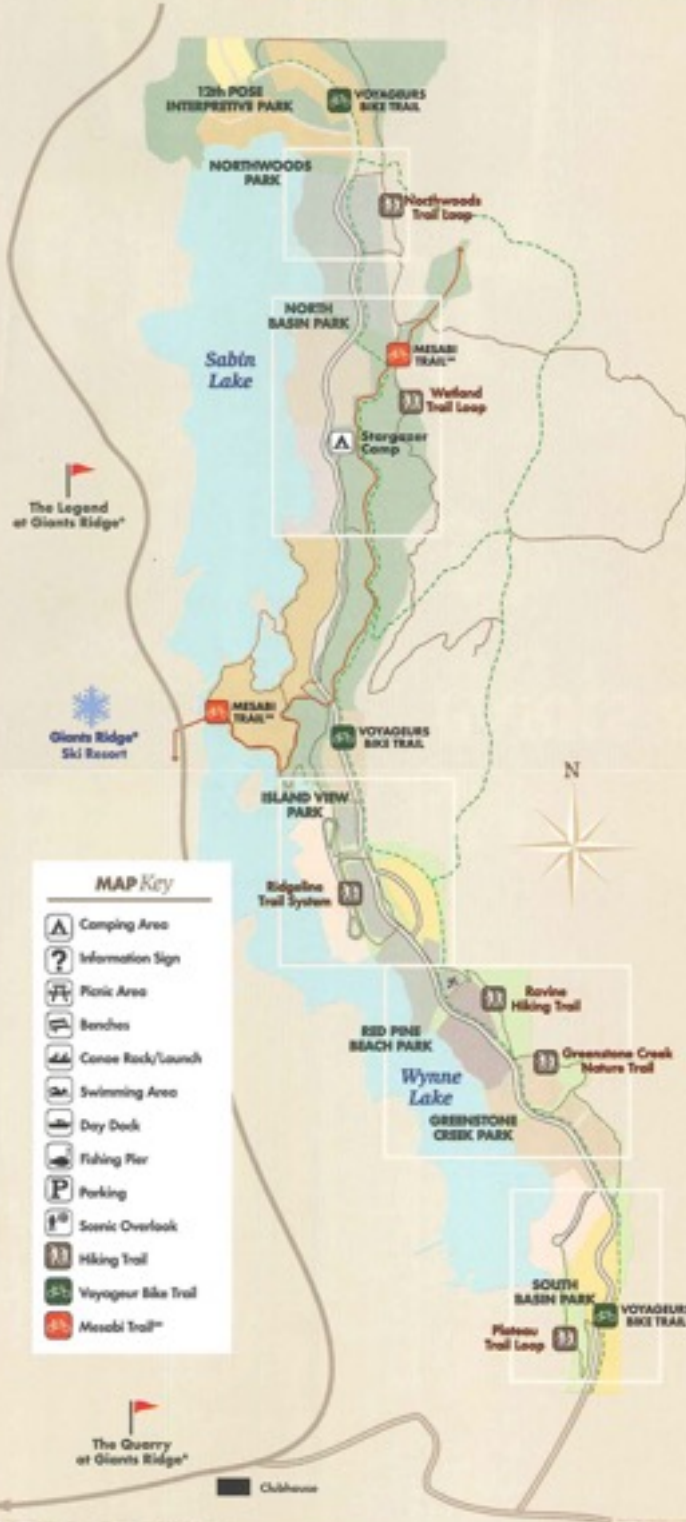 12th POSE
INTERPRETIVE PARK
VOYAGEURS
BIKE TRAIL
NORTHWOODS
PARK
Northwoods
Trail Loop
NORTH
BASIN PARK
Sabin
Lake
MESABI
TRAIL℠
Wetland
Trail Loop
Stargazer
Camp
The Legend
at Giants Ridge®
MESABI
TRAIL℠
Giants Ridge®
Ski Resort
VOYAGEURS
BIKE TRAIL
ISLAND VIEW
PARK
N
Ridgeline
Trail System
MAP Key
Camping Area
? Information Sign
Picnic Area
Benches
Canoe Rack/Launch
Swimming Area
Day Dock
Fishing Pier
P Parking
Scenic Overlook
Hiking Trail
Voyageur Bike Trail
Mesabi Trail℠
Ravine
Hiking Trail
RED PINE
BEACH PARK
Greenstone Creek
Nature Trail
Wynne
Lake
GREENSTONE
CREEK PARK
SOUTH
BASIN PARK
VOYAGEURS
BIKE TRAIL
Plateau
Trail Loop
The Quarry
at Giants Ridge®
Clubhouse